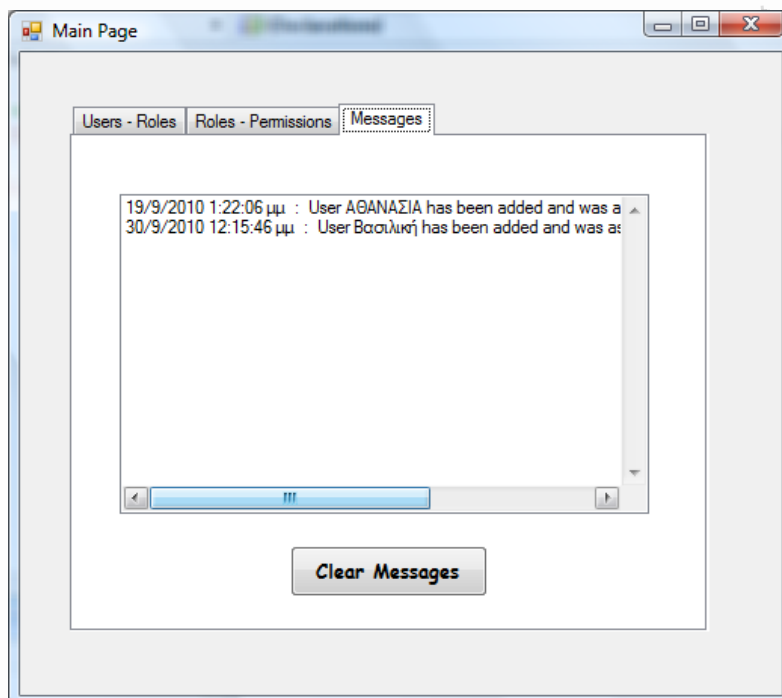 Main Page
Users - Roles
Roles - Permissions
Messages
19/9/2010 1:22:06 μμ : User ΑΘΑΝΑΣΙΑ has been added and was a
30/9/2010 12:15:46 μμ : User Βασιλική has been added and was as
Clear Messages